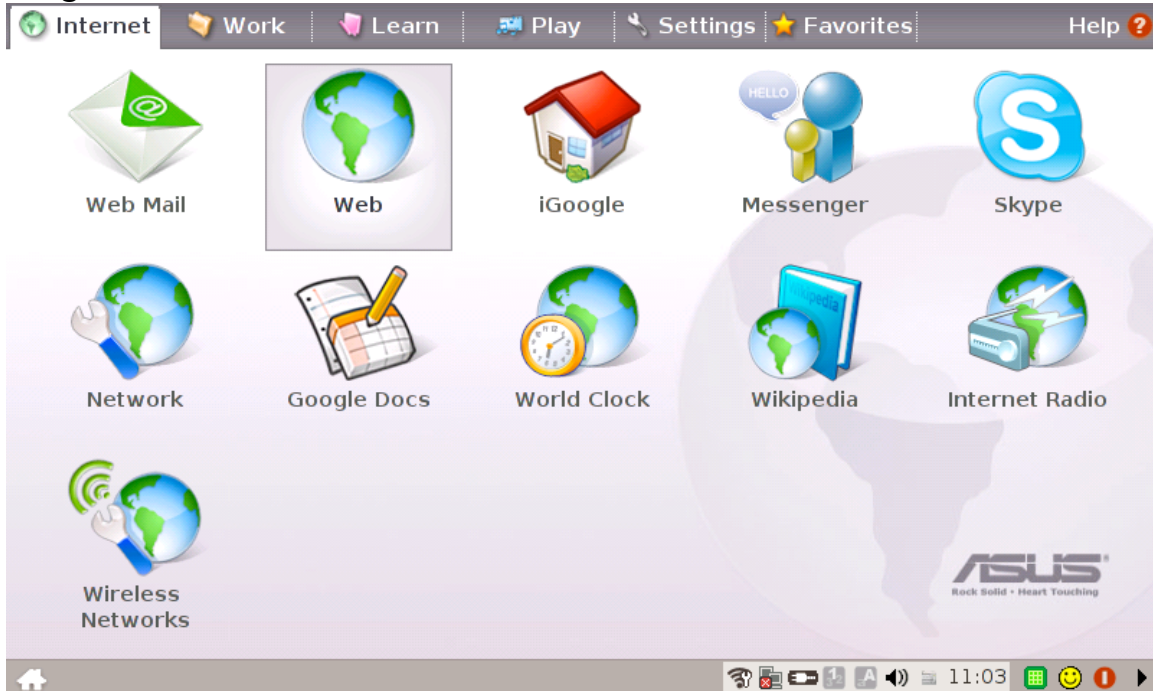 Internet Work Learn Play Settings Favorites Help ?
@ HELLO S
Web Mail Web iGoogle Messenger Skype
Wikipedia
Network Google Docs World Clock Wikipedia Internet Radio
Wireless
Networks
ASUS
Rock Solid • Heart Touching
11:03